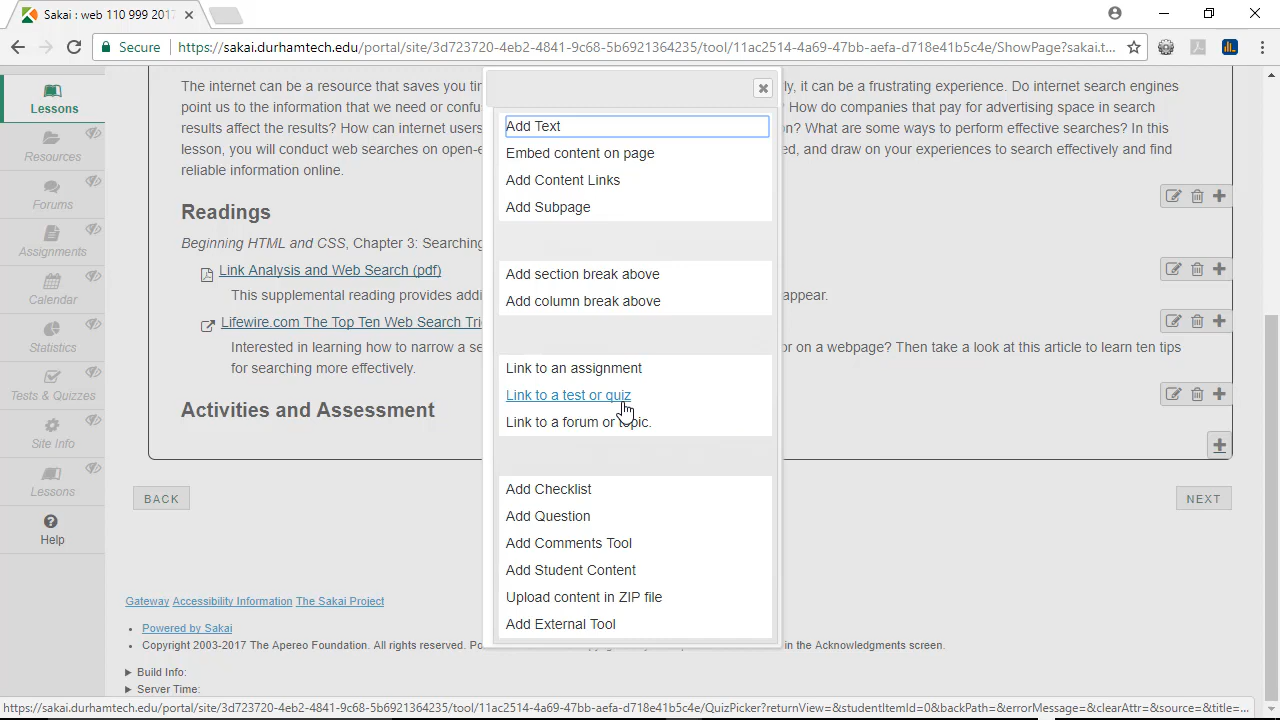 Sakai : web 110 999 2017
Secure
https://sakai.durhamtech.edu/portal/site/3d723720-4eb2-4841-9c68-5b6921364235/tool/11ac2514-4a69-47bb-aefa-d718e41b5c4e/ShowPage?sakai.t...
Lessons
Resources
Forums
Assignments
Calendar
Statistics
Tests & Quizzes
Site Info
Lessons
Help
The internet can be a resource that saves you ly, it can be a frustrating experience. Do internet search engines
point us to the information that we need or ? How do companies that pay for advertising space in search
results affect the results? How can internet users ? What are some ways to perform effective searches? In this
lesson, you will conduct web searches on , and draw on your experiences to search effectively and find
reliable information online.
Readings
Beginning HTML and CSS, Chapter 3: Searching
Link Analysis and Web Search (pdf)
This supplemental reading provides appear.
Lifewire.com The Top Ten Web Search
Interested in learning how to narrow a or on a webpage? Then take a look at this article to learn ten tips
for searching more effectively.
Activities and Assessment
Add Text
Embed content on page
Add Content Links
Add Subpage
Add section break above
Add column break above
Link to an assignment
Link to a test or quiz
Link to a forum or topic.
Add Checklist
Add Question
Add Comments Tool
Add Student Content
Upload content in ZIP file
Add External Tool
BACK
NEXT
Gateway Accessibility Information The Sakai Project
Powered by Sakai
Copyright 2003-2017 The Apereo Foundation. All rights reserved. in the Acknowledgments screen.
Build Info:
Server Time:
https://sakai.durhamtech.edu/portal/site/3d723720-4eb2-4841-9c68-5b6921364235/tool/11ac2514-4a69-47bb-aefa-d718e41b5c4e/QuizPicker?returnView=&studentItemId=0&backPath=&errorMessage=&clearAttr=&source=&title=...